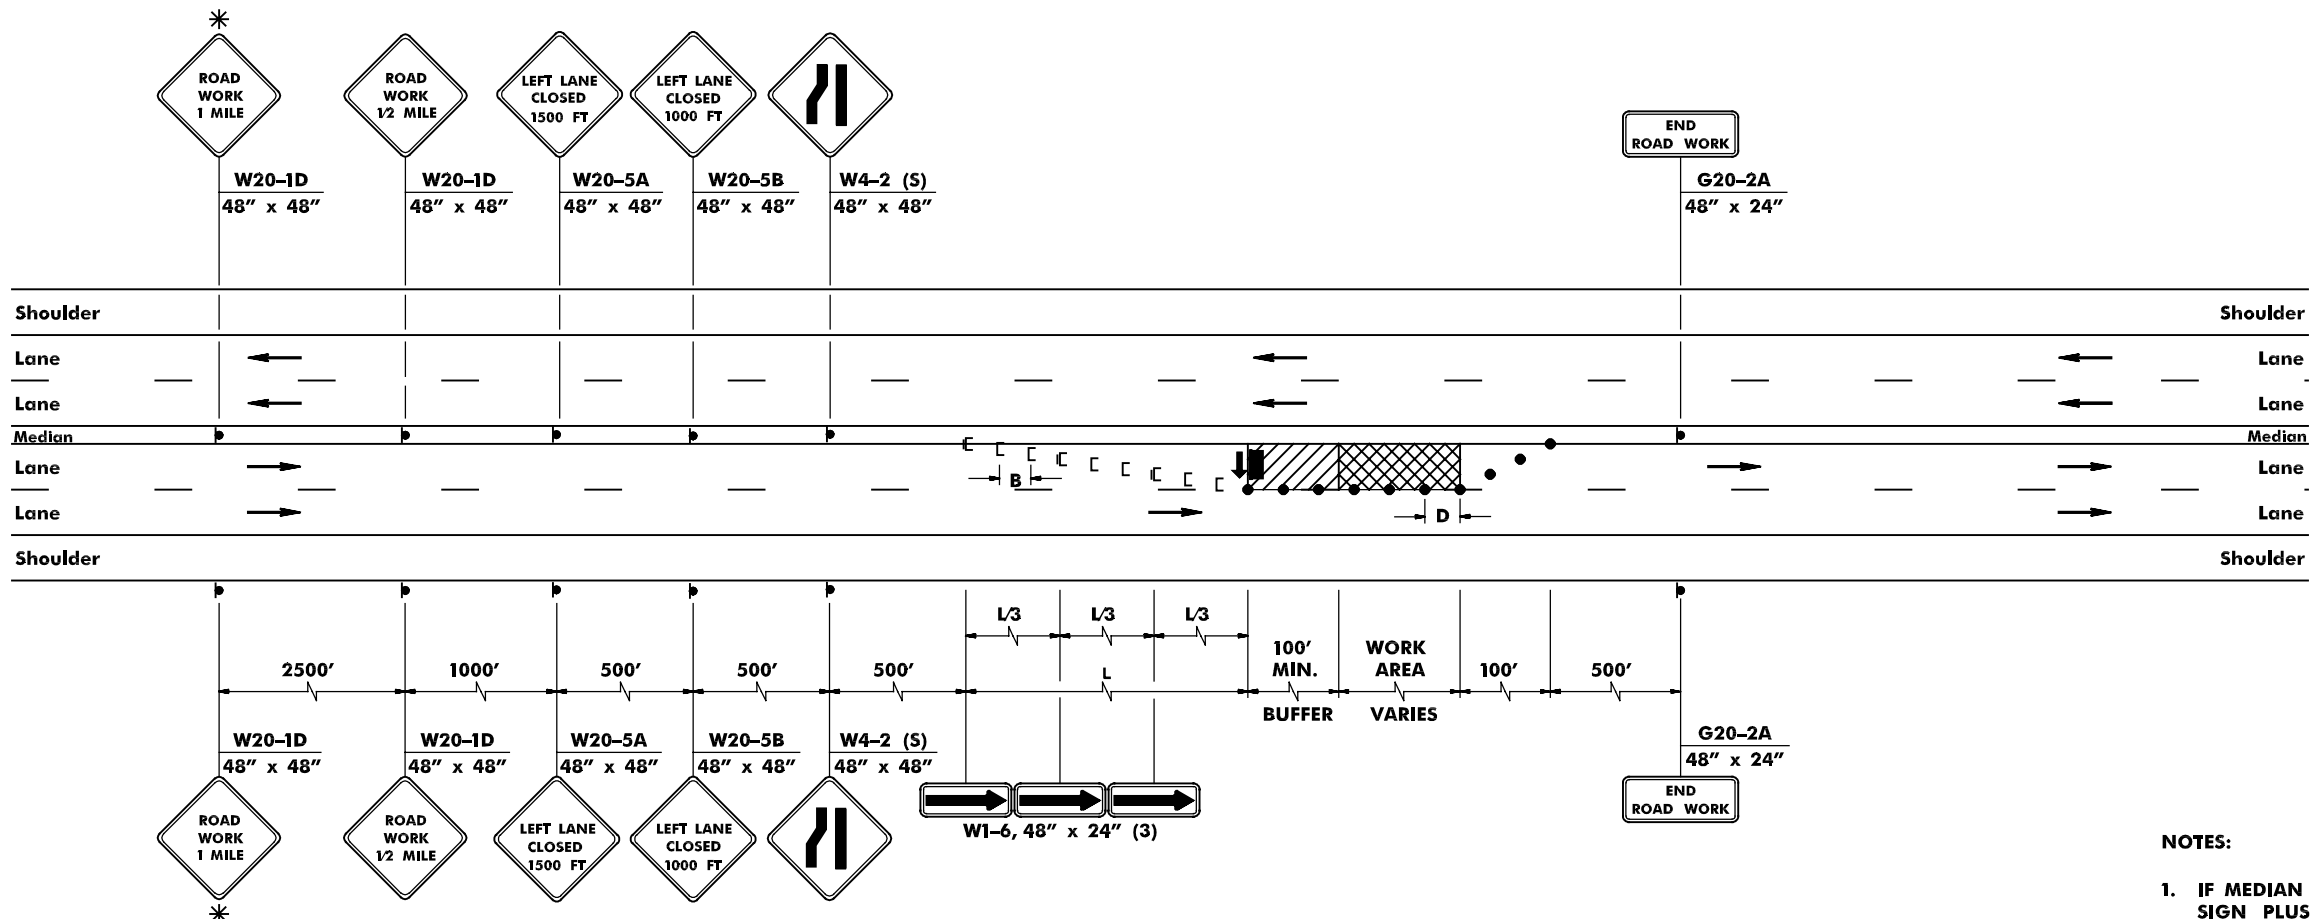 ROAD
WORK
1 MILE
ROAD
WORK
1/2 MILE
LEFT LANE
CLOSED
1500 FT
LEFT LANE
CLOSED
1000 FT
END
ROAD WORK
W20-1D
48" x 48"
W20-1D
48" x 48"
W20-5A
48" x 48"
W20-5B
48" x 48"
W4-2 (S)
48" x 48"
G20-2A
48" x 24"
Shoulder
Shoulder
Lane
Lane
Lane
Lane
Median
Median
Lane
Lane
B
Lane
Lane
D
Shoulder
Shoulder
L/3
L/3
L/3
2500'
1000'
500'
500'
500'
L
100'
MIN.
BUFFER
WORK
AREA
VARIES
100'
500'
W20-1D
48" x 48"
W20-1D
48" x 48"
W20-5A
48" x 48"
W20-5B
48" x 48"
W4-2 (S)
48" x 48"
G20-2A
48" x 24"
ROAD
WORK
1 MILE
ROAD
WORK
1/2 MILE
LEFT LANE
CLOSED
1500 FT
LEFT LANE
CLOSED
1000 FT
W1-6, 48" x 24" (3)
END
ROAD WORK
NOTES:
1. IF MEDIAN
SIGN PLUS